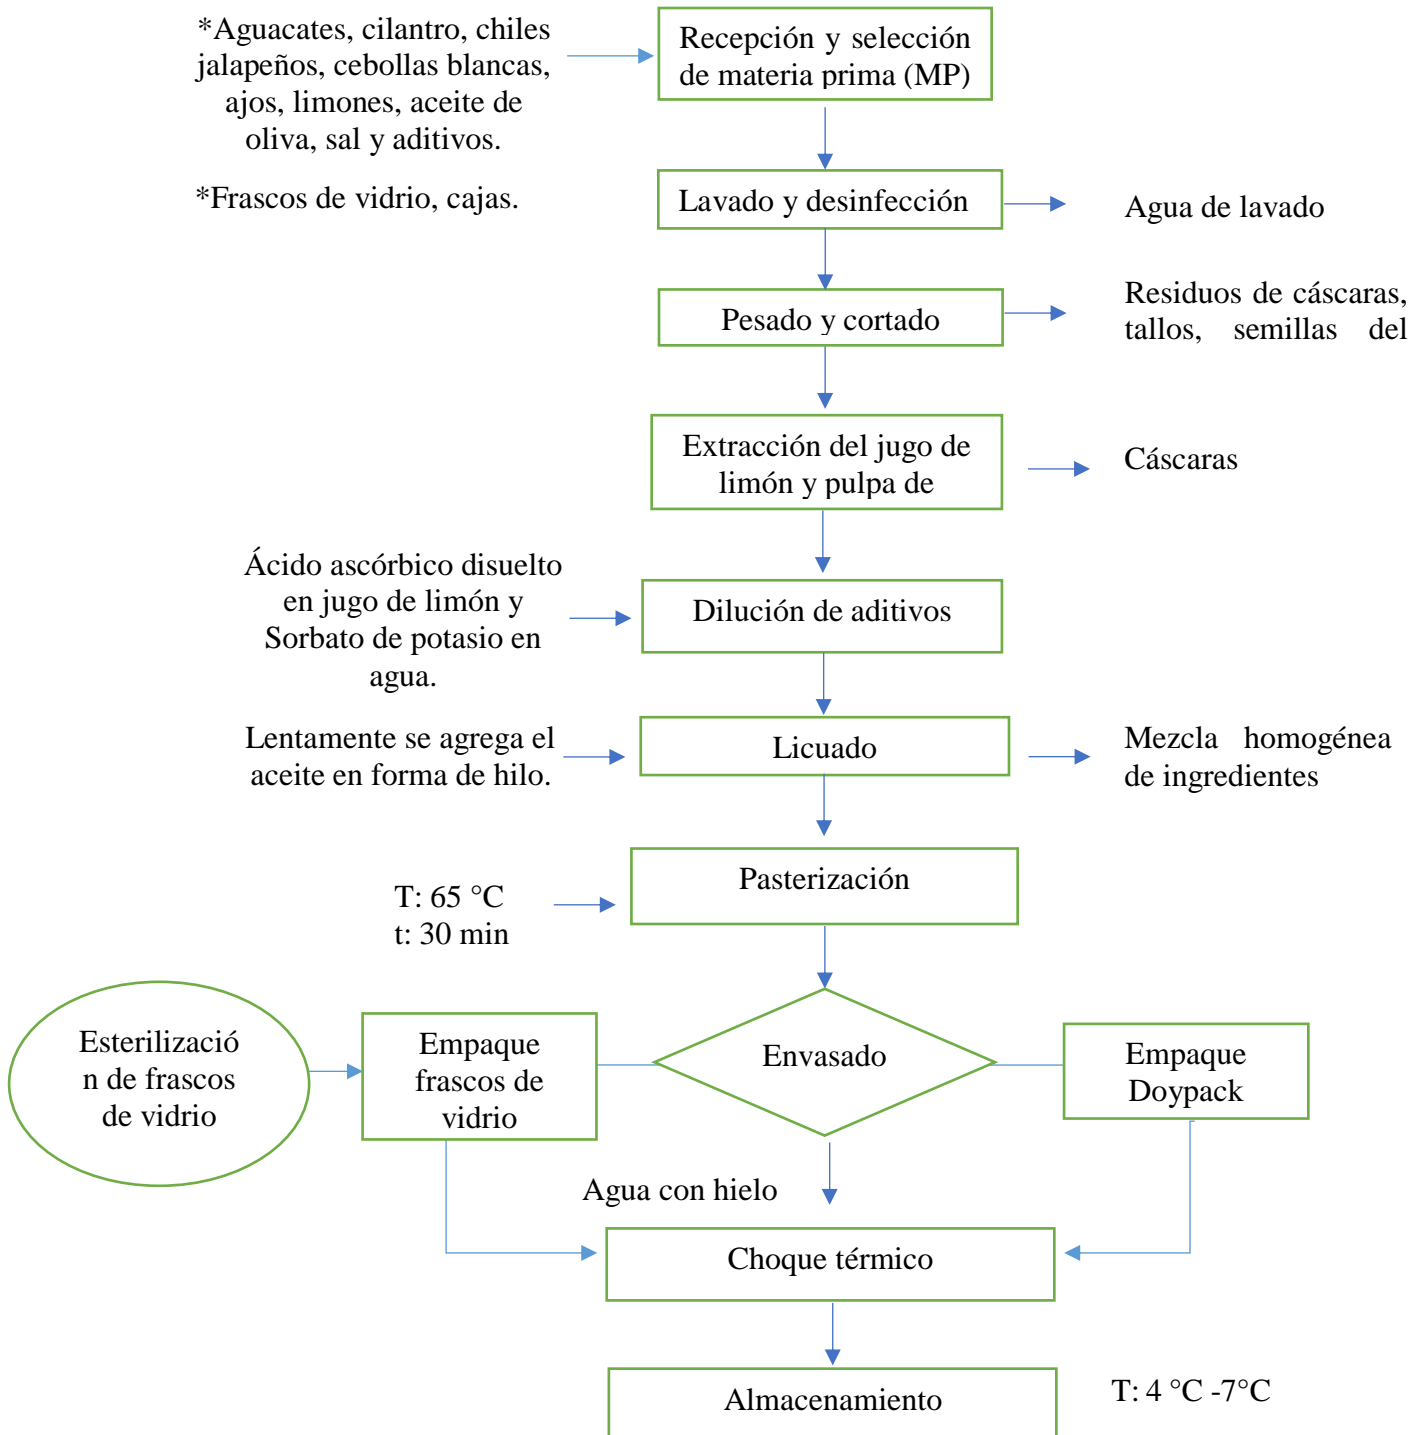 *Aguacates, cilantro, chiles
jalapeños, cebollas blancas,
ajos, limones, aceite de
oliva, sal y aditivos.
*Frascos de vidrio, cajas.
Recepción y selección
de materia prima (MP)
Lavado y desinfección
Agua de lavado
Pesado y cortado
Residuos de cáscaras,
tallos, semillas del
Extracción del jugo de
limón y pulpa de
Cáscaras
Ácido ascórbico disuelto
en jugo de limón y
Sorbato de potasio en
agua.
Dilución de aditivos
Lentamente se agrega el
aceite en forma de hilo.
Licuado
Mezcla homogénea
de ingredientes
T: 65 °C
t: 30 min
Pasterización
Esterilizació
n de frascos
de vidrio
Empaque
frascos de
vidrio
Envasado
Empaque
Doypack
Agua con hielo
Choque térmico
Almacenamiento
T: 4 °C -7°C